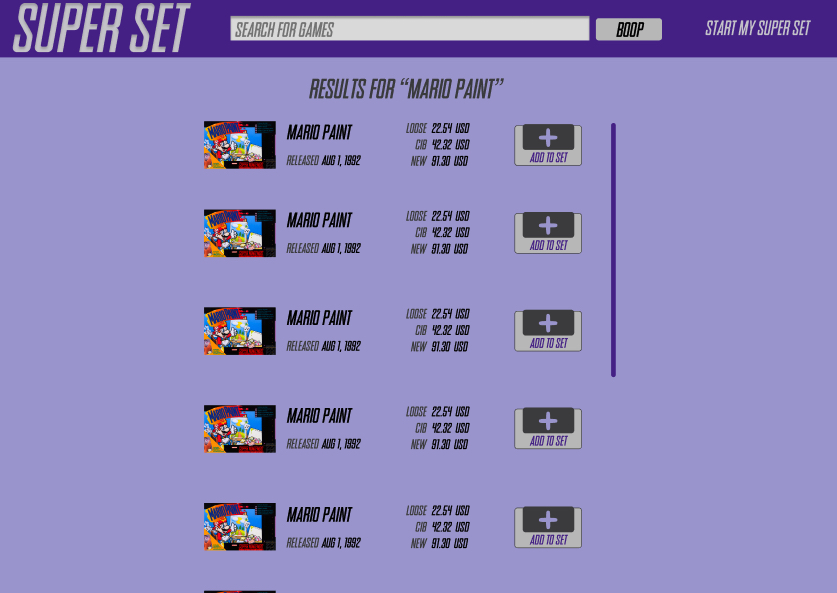 SUPER SET
SEARCH FOR GAMES
BOOP
START MY SUPER SET
RESULTS FOR “MARIO PAINT”
MARIO PAINT
RELEASED AUG 1, 1992
LOOSE 22.54 USD
CIB 42.32 USD
NEW 91.30 USD
ADD TO SET
MARIO PAINT
RELEASED AUG 1, 1992
LOOSE 22.54 USD
CIB 42.32 USD
NEW 91.30 USD
ADD TO SET
MARIO PAINT
RELEASED AUG 1, 1992
LOOSE 22.54 USD
CIB 42.32 USD
NEW 91.30 USD
ADD TO SET
MARIO PAINT
RELEASED AUG 1, 1992
LOOSE 22.54 USD
CIB 42.32 USD
NEW 91.30 USD
ADD TO SET
MARIO PAINT
RELEASED AUG 1, 1992
LOOSE 22.54 USD
CIB 42.32 USD
NEW 91.30 USD
ADD TO SET